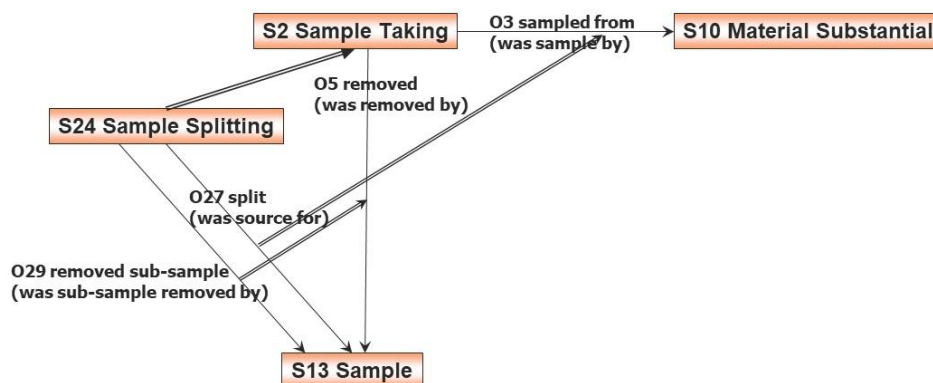 S2 Sample Taking
O3 sampled from
(was sample by)
S10 Material Substantial
O5 removed
(was removed by)
S24 Sample Splitting
O27 split
(was source for)
O29 removed sub-sample
(was sub-sample removed by)
S13 Sample